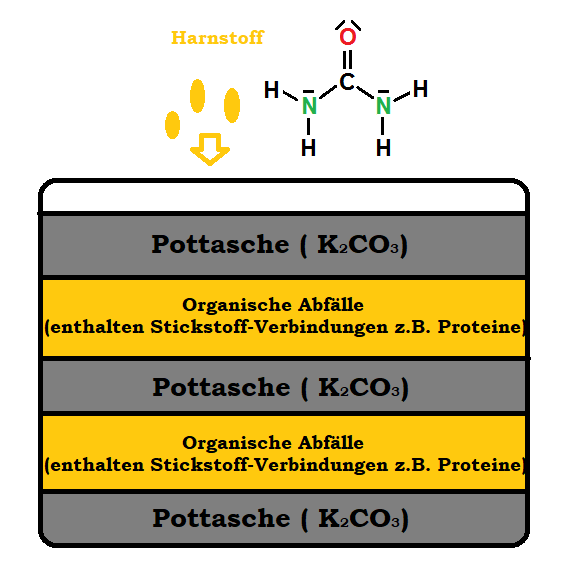 Harnstoff
O
H C H
N N
H H
Pottasche ( K₂CO₃)
Organische Abfälle
(enthalten Stickstoff-Verbindungen z.B. Proteine)
Pottasche ( K₂CO₃)
Organische Abfälle
(enthalten Stickstoff-Verbindungen z.B. Proteine)
Pottasche ( K₂CO₃)